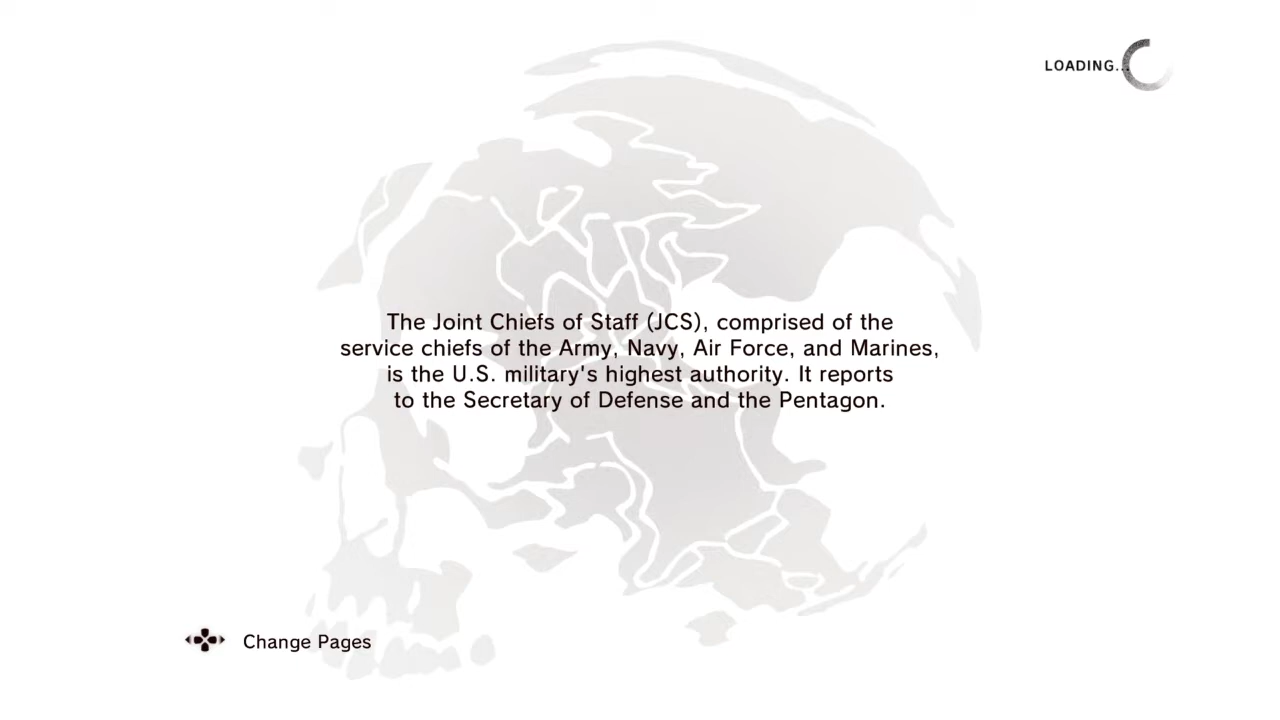 LOADING...
The Joint Chiefs of Staff (JCS), comprised of the
service chiefs of the Army, Navy, Air Force, and Marines,
is the U.S. military's highest authority. It reports
to the Secretary of Defense and the Pentagon.
Change Pages